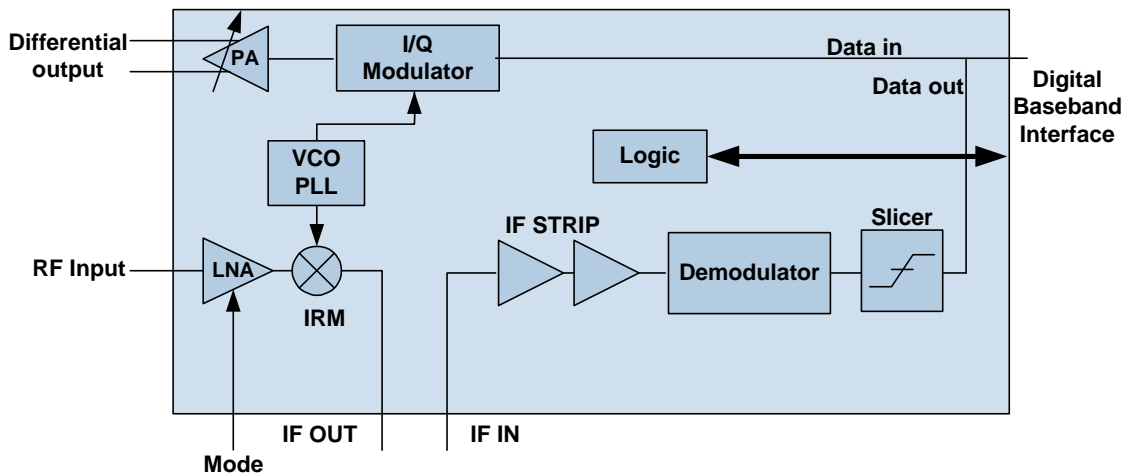 Differential
output
PA
I/Q
Modulator
Data in
Data out
Digital
Baseband
Interface
VCO
PLL
Logic
IF STRIP
Slicer
RF Input
LNA
IRM
Demodulator
IF OUT
IF IN
Mode